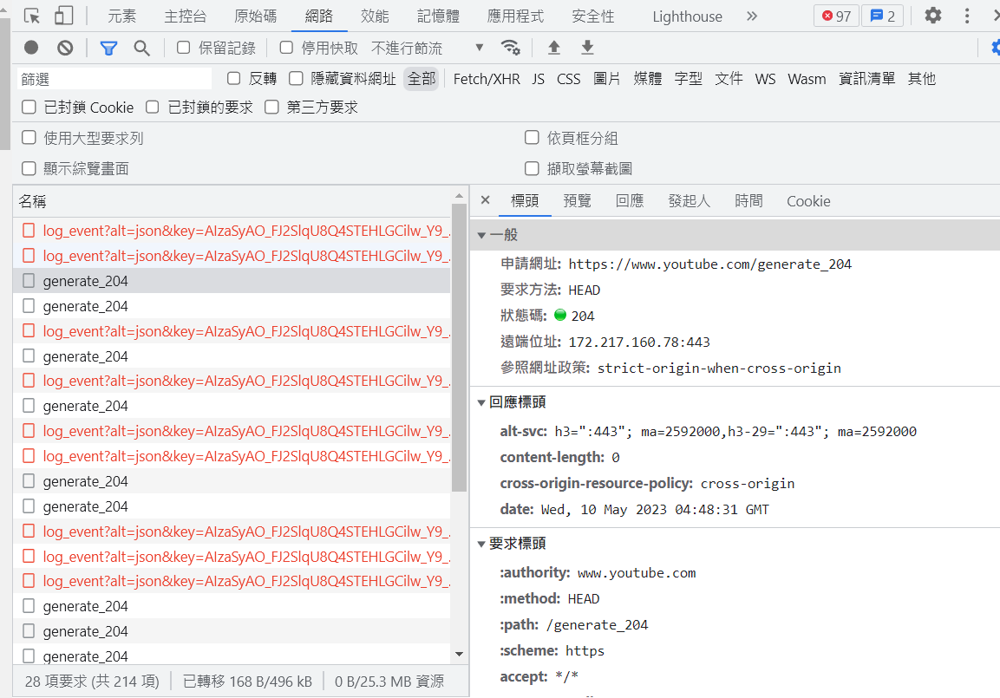 元素 主控台 原始碼 網路 效能 記憶體 應用程式 安全性 Lighthouse » 97 2
保留記錄 停用快取 不進行節流
篩選 反轉 隱藏資料網址 全部 Fetch/XHR JS CSS 圖片 媒體 字型 文件 WS Wasm 資訊清單 其他
已封鎖 Cookie 已封鎖的要求 第三方要求
使用大型要求列 依頁框分組
顯示綜覽畫面 擷取螢幕截圖
名稱
log_event?alt=json&key=AIzaSyAO_FJ2SlqU8Q4STEHLGCilw_Y9_.
log_event?alt=json&key=AIzaSyAO_FJ2SlqU8Q4STEHLGCilw_Y9_.
generate_204
generate_204
log_event?alt=json&key=AIzaSyAO_FJ2SlqU8Q4STEHLGCilw_Y9_.
generate_204
log_event?alt=json&key=AIzaSyAO_FJ2SlqU8Q4STEHLGCilw_Y9_.
generate_204
log_event?alt=json&key=AIzaSyAO_FJ2SlqU8Q4STEHLGCilw_Y9_.
log_event?alt=json&key=AIzaSyAO_FJ2SlqU8Q4STEHLGCilw_Y9_.
generate_204
generate_204
log_event?alt=json&key=AIzaSyAO_FJ2SlqU8Q4STEHLGCilw_Y9_.
log_event?alt=json&key=AIzaSyAO_FJ2SlqU8Q4STEHLGCilw_Y9_.
log_event?alt=json&key=AIzaSyAO_FJ2SlqU8Q4STEHLGCilw_Y9_.
generate_204
generate_204
generate_204
28 項要求 (共 214 項) 已轉移 168 B/496 kB 0 B/25.3 MB 資源
標頭 預覽 回應 發起人 時間 Cookie
一般
申請網址: https://www.youtube.com/generate_204
要求方法: HEAD
狀態碼: 204
遠端位址: 172.217.160.78:443
參照網址政策: strict-origin-when-cross-origin
回應標頭
alt-svc: h3=":443"; ma=2592000,h3-29=":443"; ma=2592000
content-length: 0
cross-origin-resource-policy: cross-origin
date: Wed, 10 May 2023 04:48:31 GMT
要求標頭
:authority: www.youtube.com
:method: HEAD
:path: /generate_204
:scheme: https
accept: */*